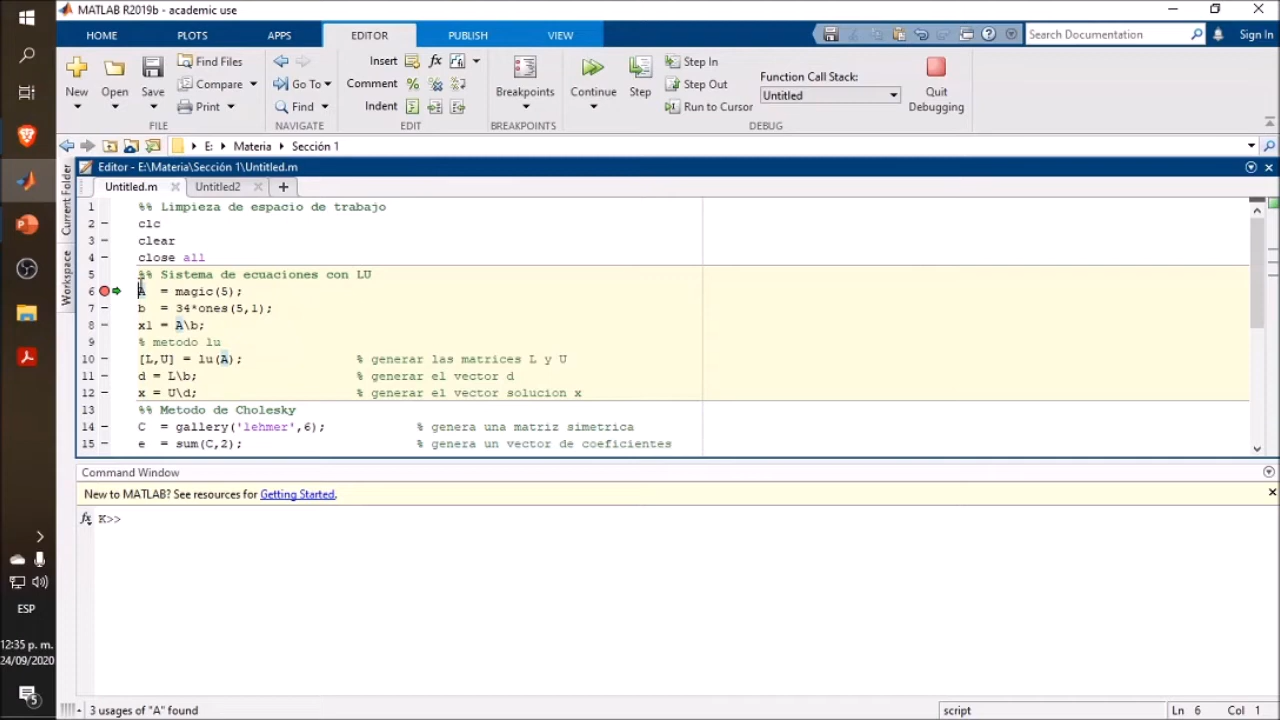 MATLAB R2019b - academic use
HOME PLOTS APPS EDITOR PUBLISH VIEW
Search Documentation
Sign In
New Open Save
Find Files
Compare
Print
FILE
Go To
Find
NAVIGATE
Insert
Comment
Indent
EDIT
Breakpoints
BREAKPOINTS
Continue
Step
Step In
Step Out
Run to Cursor
Function Call Stack:
Untitled
DEBUG
Quit Debugging
E: Materia Sección 1
Current Folder
Workspace
Editor - E:\Materia\Sección 1\Untitled.m
Untitled.m Untitled2
1 %% Limpieza de espacio de trabajo
2 - clc
3 - clear
4 - close all
5 %% Sistema de ecuaciones con LU
6 - A = magic(5);
7 - b = 34*ones(5,1);
8 - x1 = A\b;
9 % metodo lu
10 - [L,U] = lu(A); % generar las matrices L y U
11 - d = L\b; % generar el vector d
12 - x = U\d; % generar el vector solucion x
13 %% Metodo de Cholesky
14 - C = gallery('lehmer',6); % genera una matriz simetrica
15 - e = sum(C,2); % genera un vector de coeficientes
Command Window
New to MATLAB? See resources for Getting Started.
fx K>>
ESP
12:35 p. m.
24/09/2020
5
3 usages of "A" found
script
Ln 6 Col 1